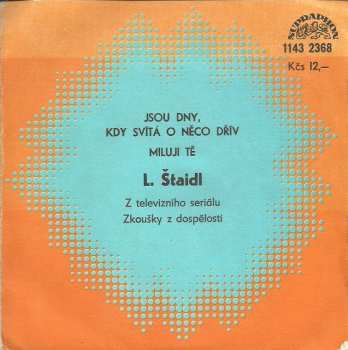 SUPRAPHON
1143 2368
Kčs 12,–
JSOU DNY,
KDY SVÍTÁ O NĚCO DŘÍV
MILUJI TĚ
L. Štaidl
Z televizního seriálu
Zkoušky z dospělosti